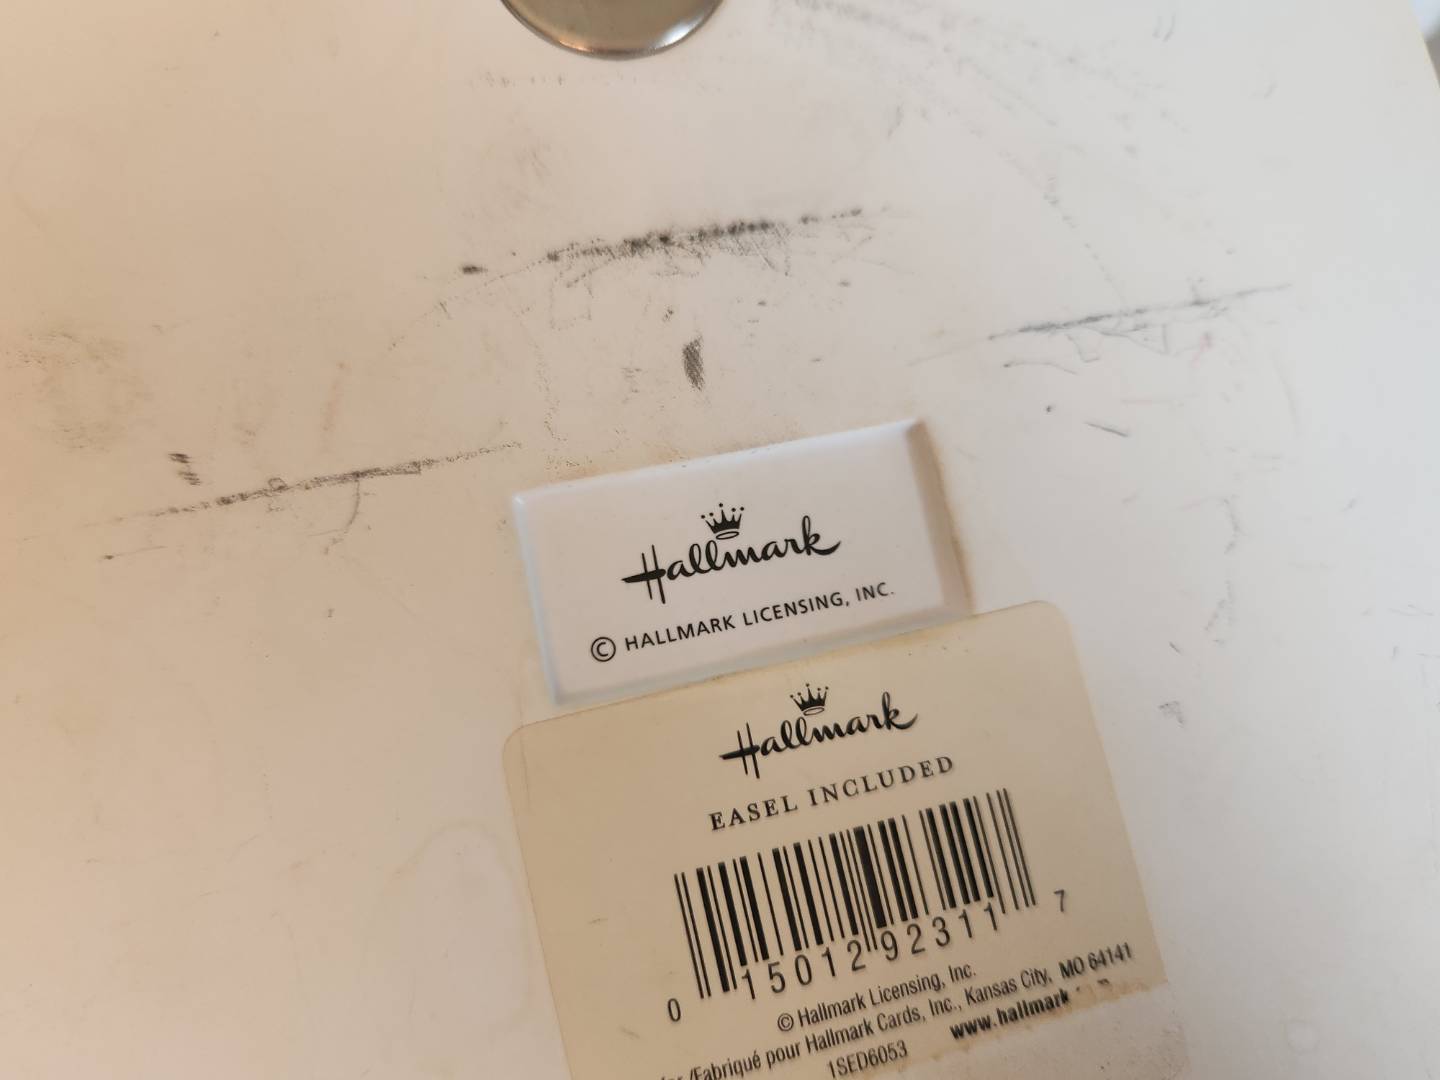 Hallmark
© HALLMARK LICENSING, INC.
Hallmark
EASEL INCLUDED
0 15012 92311 7
© Hallmark Licensing, Inc.
/Fabriqué pour Hallmark Cards, Inc., Kansas City, MO 64141
www.hallmark
1SED6053